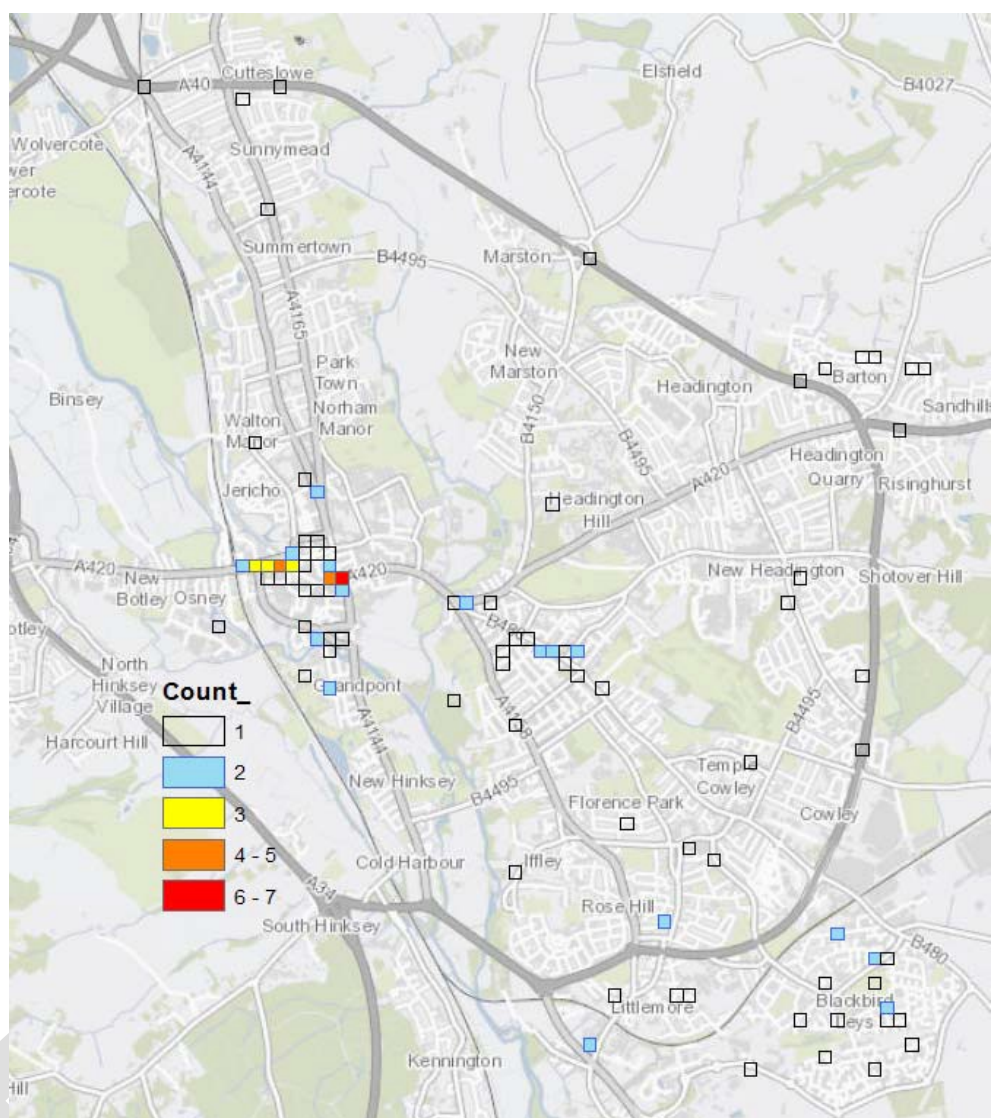 Elsfield
B4027
A40
Cutteslowe
Wolvercote
Sunnymead
A4144
Summertown
B4495
Marston
A4165
Park
Town
Norham
Manor
New
Marston
B4150
Headington
Barton
Binsey
Walton
Manor
B4495
Sandhills
Headington
Quarry
Risinghurst
A420
Jericho
Headington
Hill
A420
A420
New
Botley
Osney
New Headington
Shotover Hill
North
Hinksey
Village
Grandpont
Count_
1
2
3
4 - 5
6 - 7
Harcourt Hill
A4144
B4495
New Hinksey
B4495
Temple
Cowley
Florence Park
Cowley
Cold Harbour
Iffley
A34
South Hinksey
Rose Hill
B480
Littlemore
Blackbird
Leys
Kennington